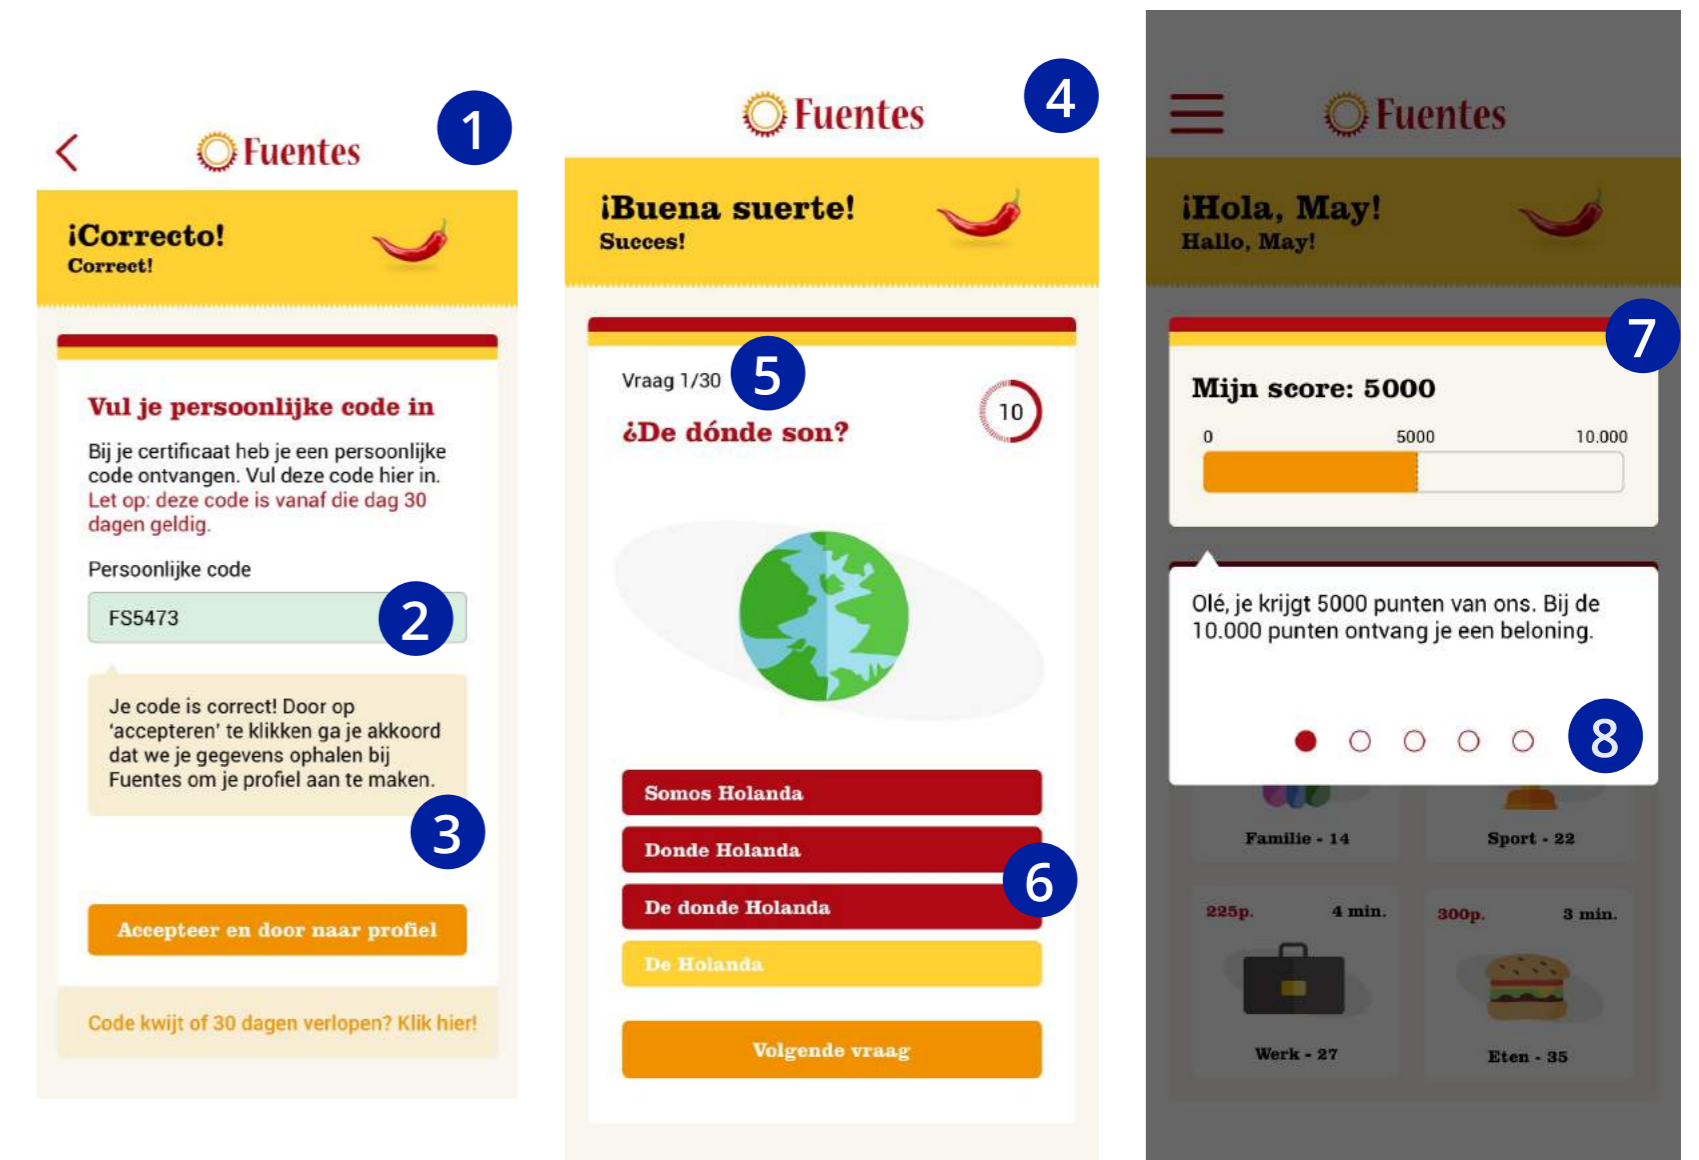 1
Fuentes
¡Correcto!
Correct!
Vul je persoonlijke code in
Bij je certificaat heb je een persoonlijke
code ontvangen. Vul deze code hier in.
Let op: deze code is vanaf die dag 30
dagen geldig.
Persoonlijke code
FS5473
2
Je code is correct! Door op
'accepteren' te klikken ga je akkoord
dat we je gegevens ophalen bij
Fuentes om je profiel aan te maken.
3
Accepteer en door naar profiel
Code kwijt of 30 dagen verlopen? Klik hier!
4
Fuentes
¡Buena suerte!
Succes!
Vraag 1/30
5
¿De dónde son?
10
Somos Holanda
Donde Holanda
De donde Holanda
6
De Holanda
Volgende vraag
Fuentes
¡Hola, May!
Hallo, May!
7
Mijn score: 5000
0 5000 10.000
Olé, je krijgt 5000 punten van ons. Bij de
10.000 punten ontvang je een beloning.
8
Familie - 14
Sport - 22
225p. 4 min.
300p. 3 min.
Werk - 27
Eten - 35